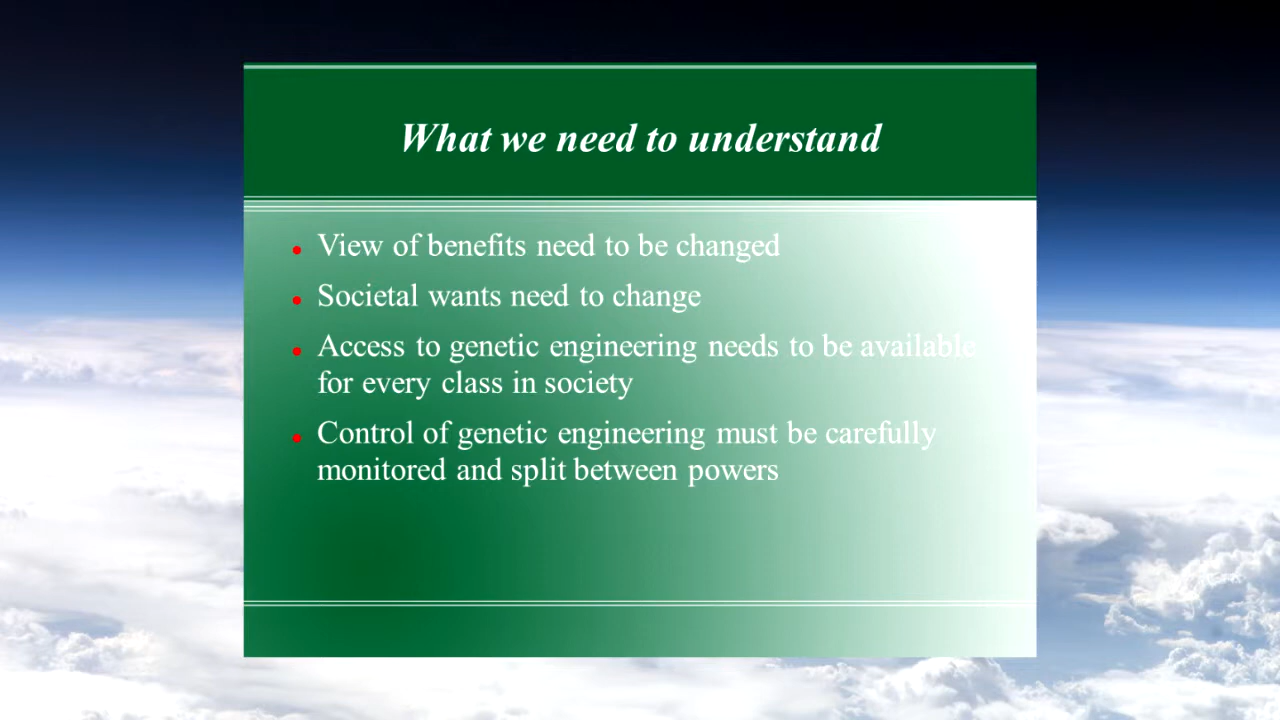 What we need to understand
View of benefits need to be changed
Societal wants need to change
Access to genetic engineering needs to be available
for every class in society
Control of genetic engineering must be carefully
monitored and split between powers